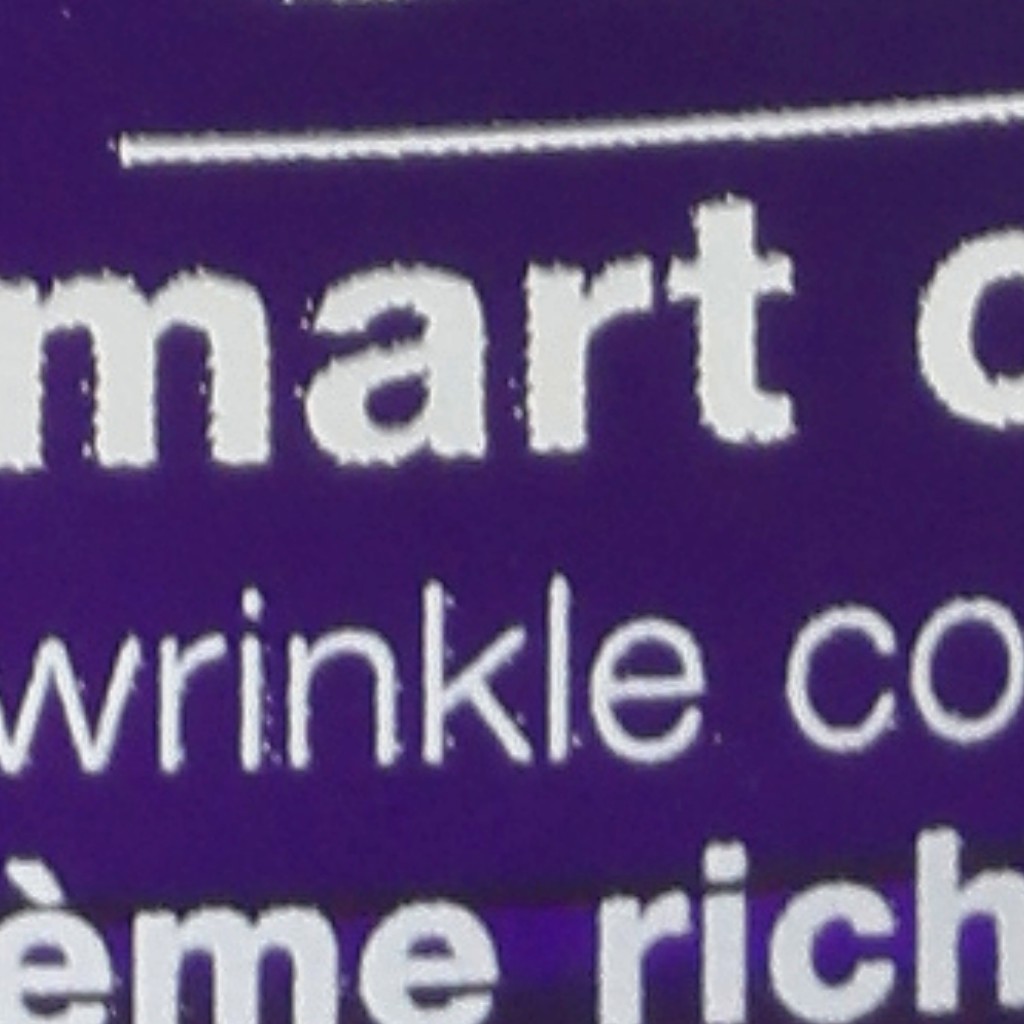 mart c
wrinkle co
ème rich